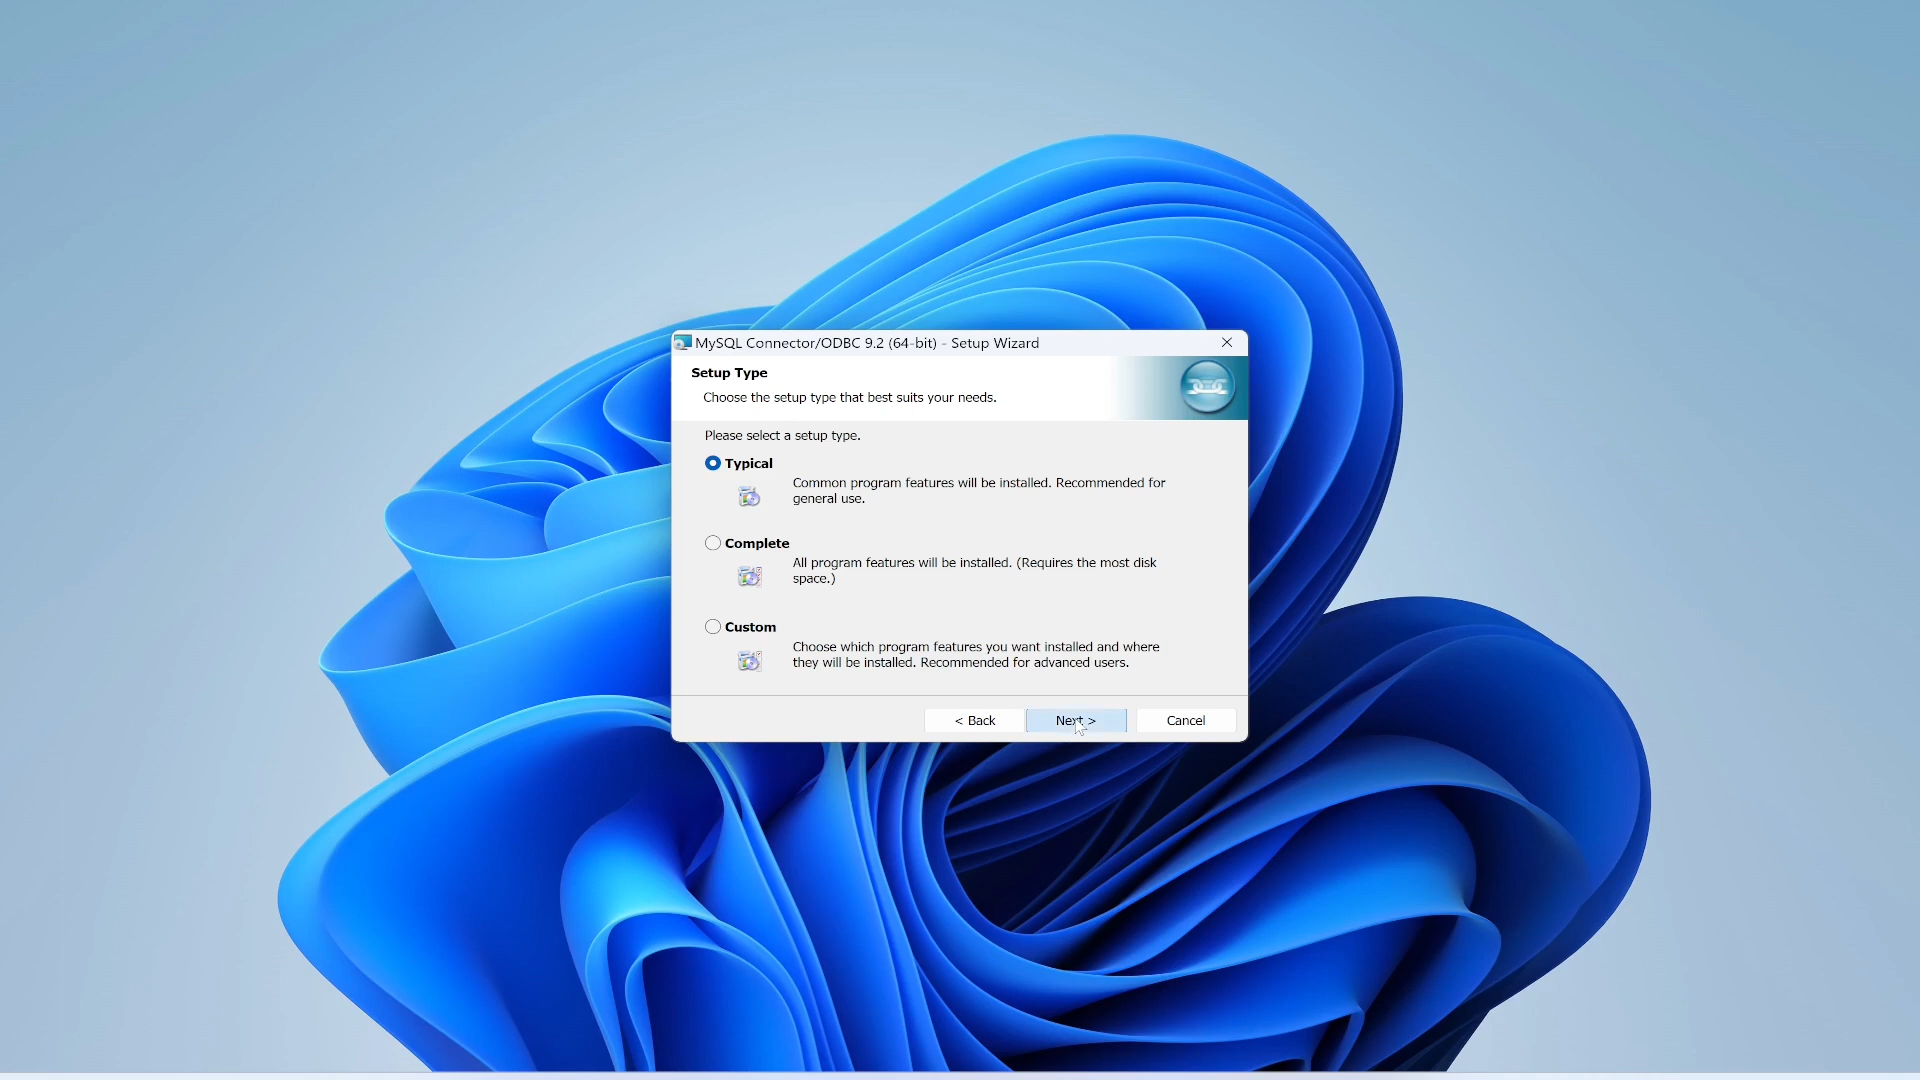 MySQL Connector/ODBC 9.2 (64-bit) - Setup Wizard
Setup Type
Choose the setup type that best suits your needs.
Please select a setup type.
Typical
Common program features will be installed. Recommended for
general use.
Complete
All program features will be installed. (Requires the most disk
space.)
Custom
Choose which program features you want installed and where
they will be installed. Recommended for advanced users.
< Back
Next >
Cancel